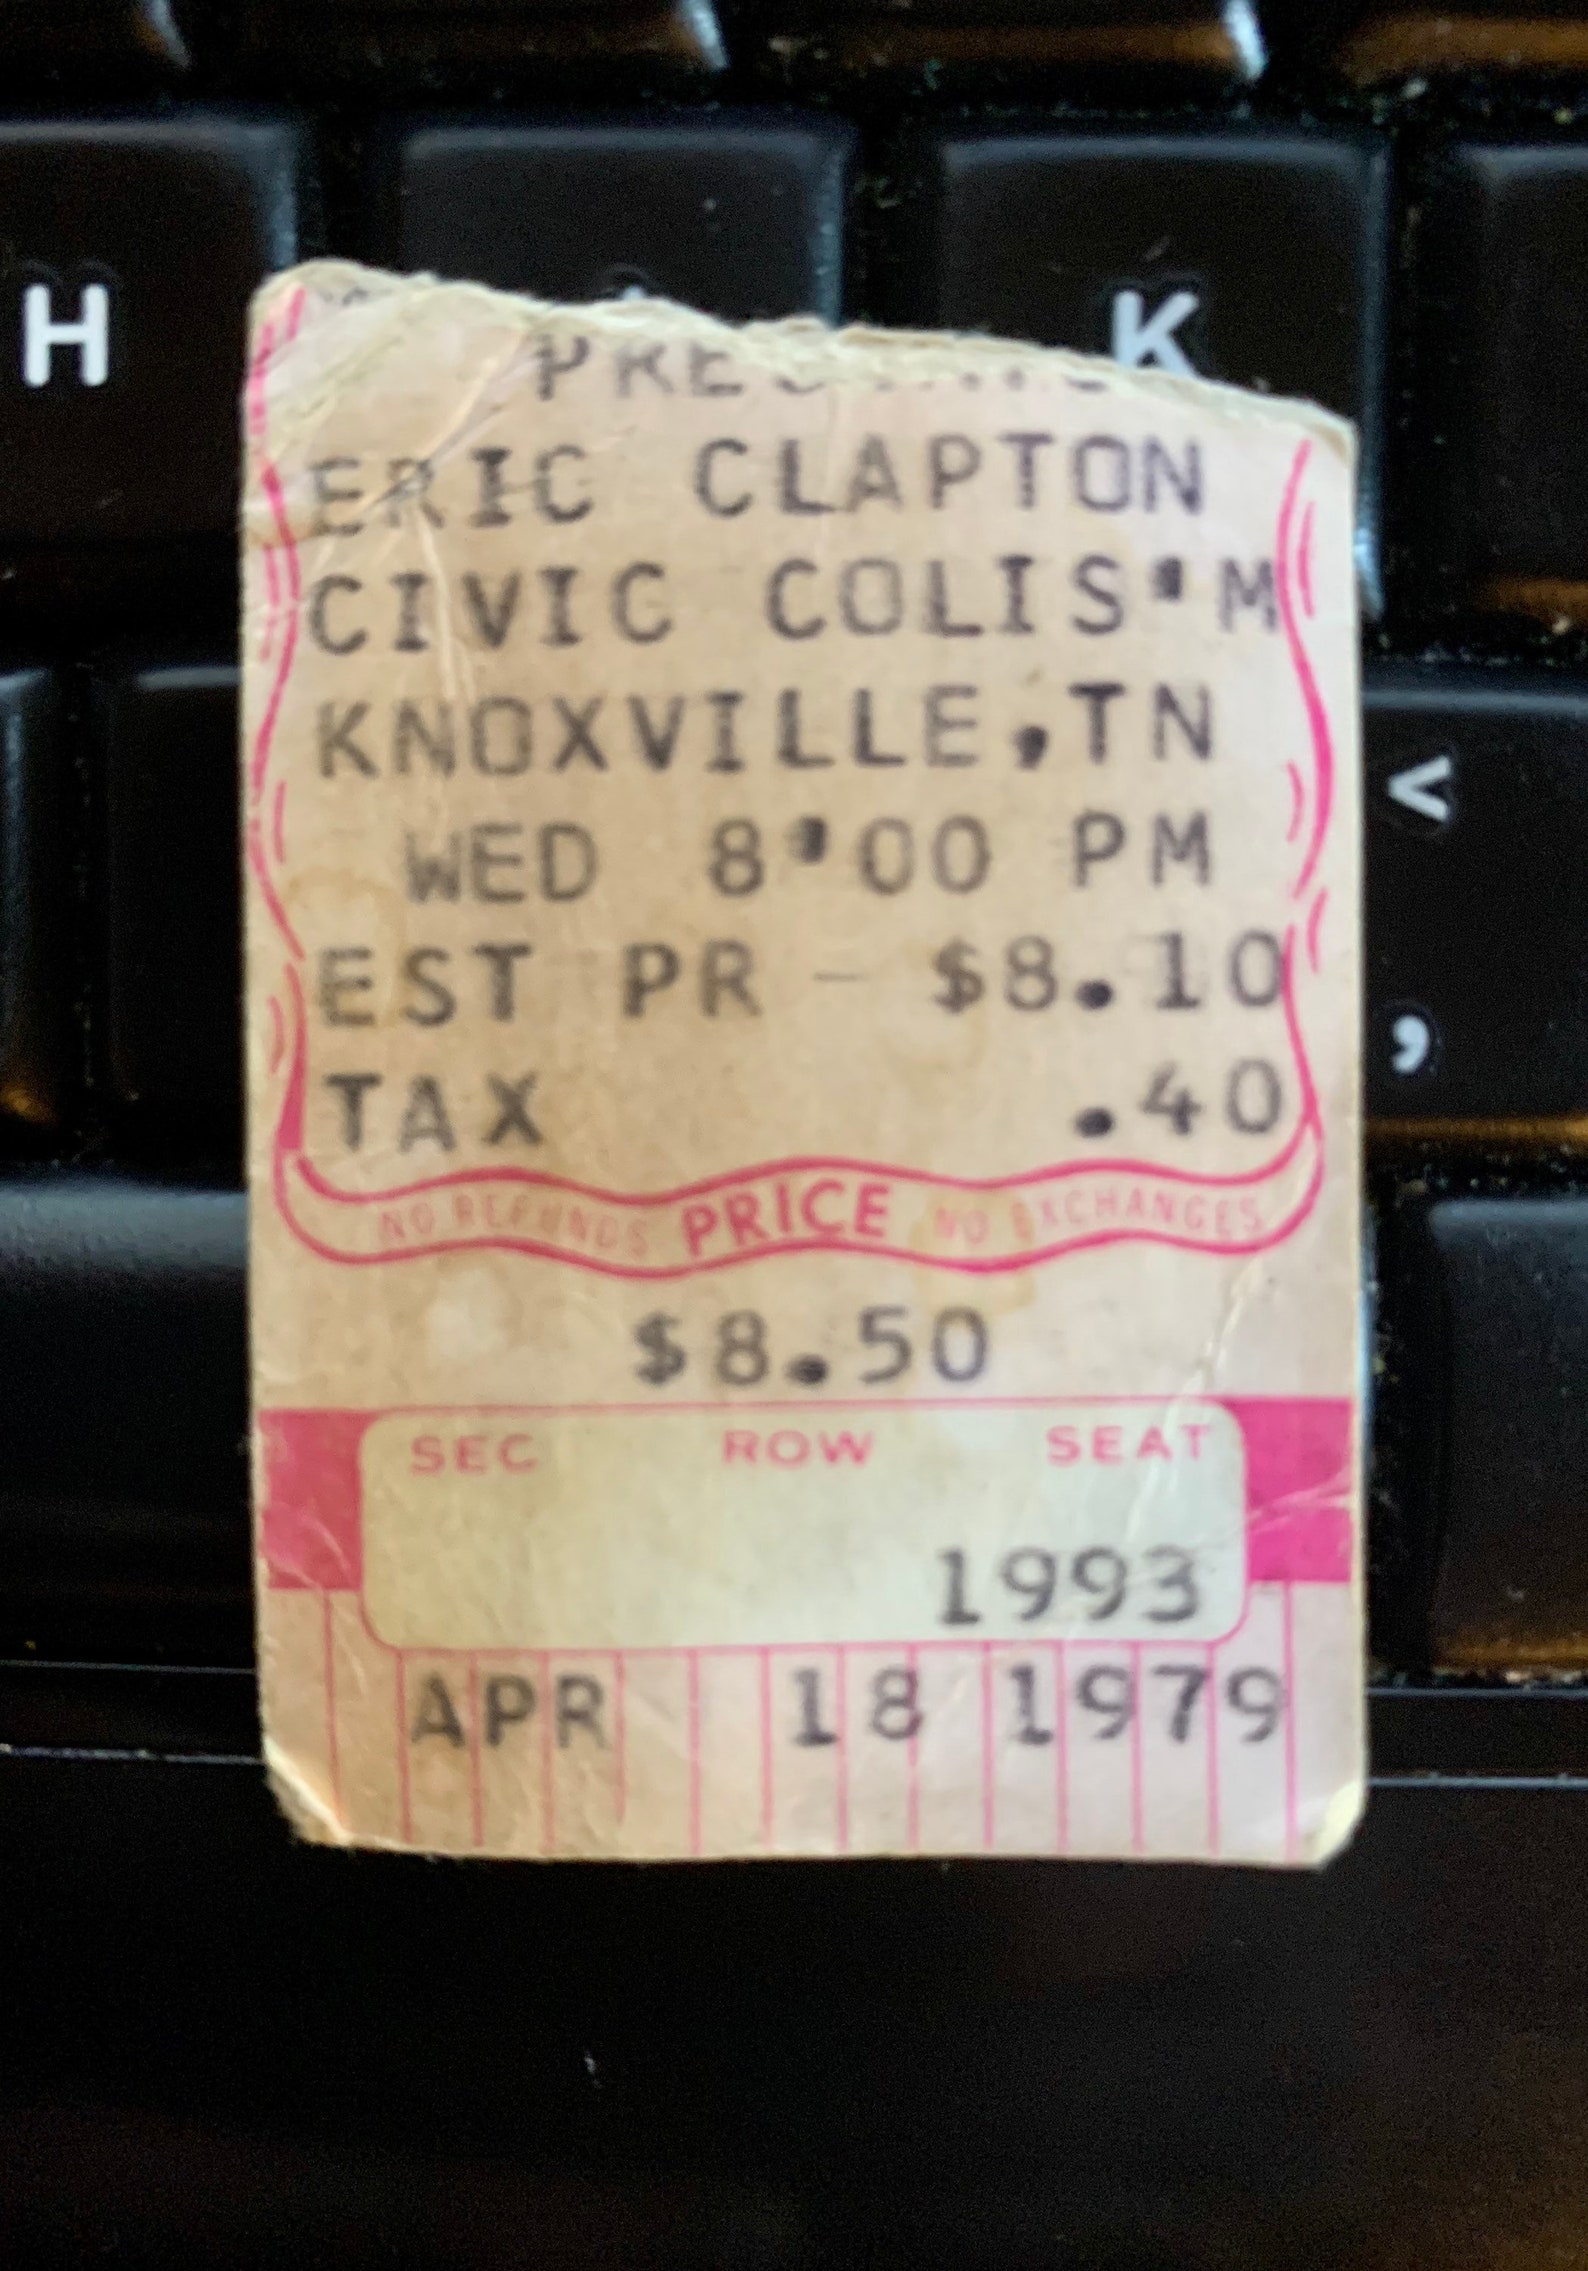 ERIC CLAPTON
CIVIC COLIS'M
KNOXVILLE,TN
WED 8'00 PM
EST PR - $8.10
TAX .40
NO REFUNDS PRICE NO EXCHANGES
$8.50
SEC ROW SEAT
1993
APR 18 1979
H
K
<
,